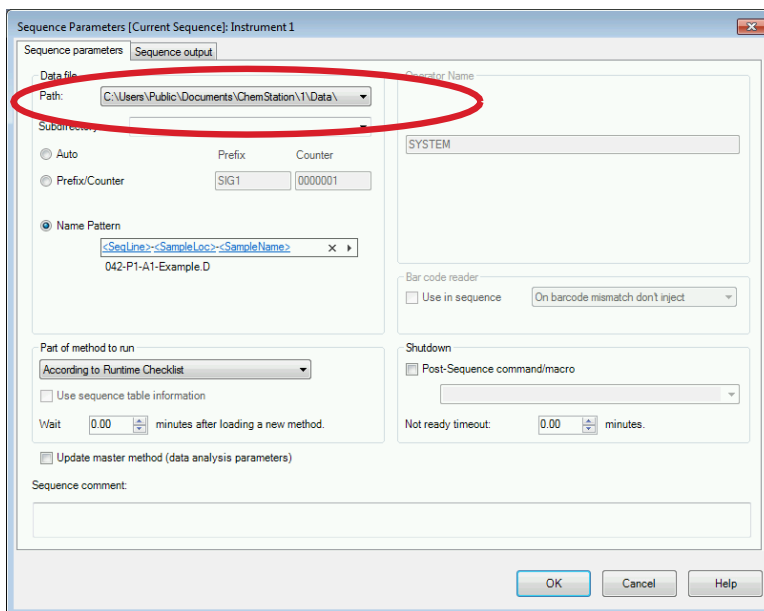 Sequence Parameters [Current Sequence]: Instrument 1
Sequence parameters
Sequence output
Data file
Path:
C:\Users\Public\Documents\ChemStation\1\Data\
Subdirectory
Auto
Prefix
Counter
Prefix/Counter
SIG1
0000001
Name Pattern
<SeqLine>-<SampleLoc>-<SampleName>
042-P1-A1-Example.D
Operator Name
SYSTEM
Bar code reader
Use in sequence
On barcode mismatch don't inject
Part of method to run
According to Runtime Checklist
Use sequence table information
Wait
0.00
minutes after loading a new method.
Shutdown
Post-Sequence command/macro
Not ready timeout:
0.00
minutes.
Update master method (data analysis parameters)
Sequence comment:
OK
Cancel
Help